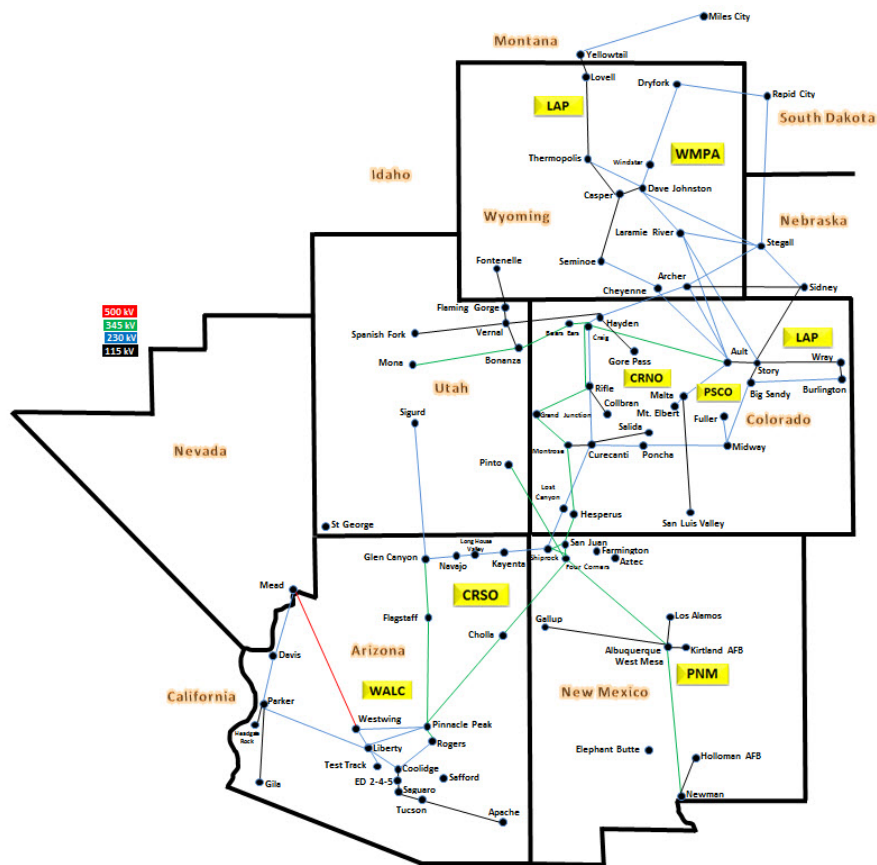 Miles City
Montana
Yellowtail
Lovell
Dryfork
Rapid City
LAP
South Dakota
WMPA
Thermopolis
Windstar
Idaho
Dave Johnston
Casper
Nebraska
Wyoming
Laramie River
Stegall
Fontenelle
Seminoe
Archer
Sidney
Cheyenne
500 kV
345 kV
230 kV
115 kV
Flaming Gorge
Vernal
Spanish Fork
Bears Ears
Hayden
Craig
LAP
Mona
Bonanza
Gore Pass
Ault
Story
Wray
CRNO
Utah
Rifle
PSCO
Big Sandy
Burlington
Malta
Collbran
Mt. Elbert
Colorado
Sigurd
Grand Junction
Fuller
Salida
Nevada
Montrose
Curecanti
Poncha
Midway
Pinto
Lost
Canyon
Hesperus
San Luis Valley
St George
San Juan
Long House
Valley
Farmington
Glen Canyon
Navajo
Kayenta
Shiprock
Four Corners
Aztec
Mead
CRSO
Flagstaff
Gallup
Los Alamos
Cholla
Davis
Arizona
Albuquerque
West Mesa
Kirtland AFB
California
WALC
New Mexico
PNM
Parker
Headgate
Rock
Westwing
Pinnacle Peak
Liberty
Rogers
Elephant Butte
Holloman AFB
Test Track
Coolidge
Gila
ED 2-4-5
Safford
Saguaro
Newman
Tucson
Apache